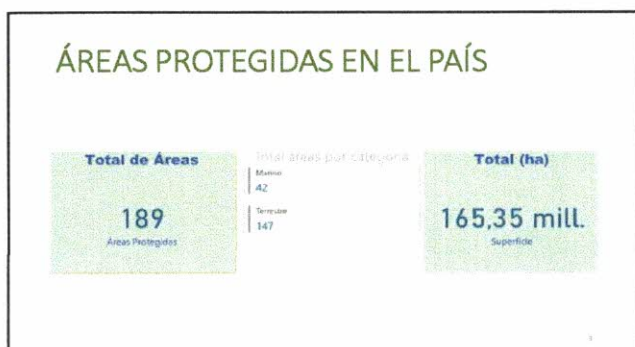 ÁREAS PROTEGIDAS EN EL PAÍS
Total de Áreas
189
Áreas Protegidas
Total áreas por categoría
Marino
42
Terrestre
147
Total (ha)
165,35 mill.
Superficie